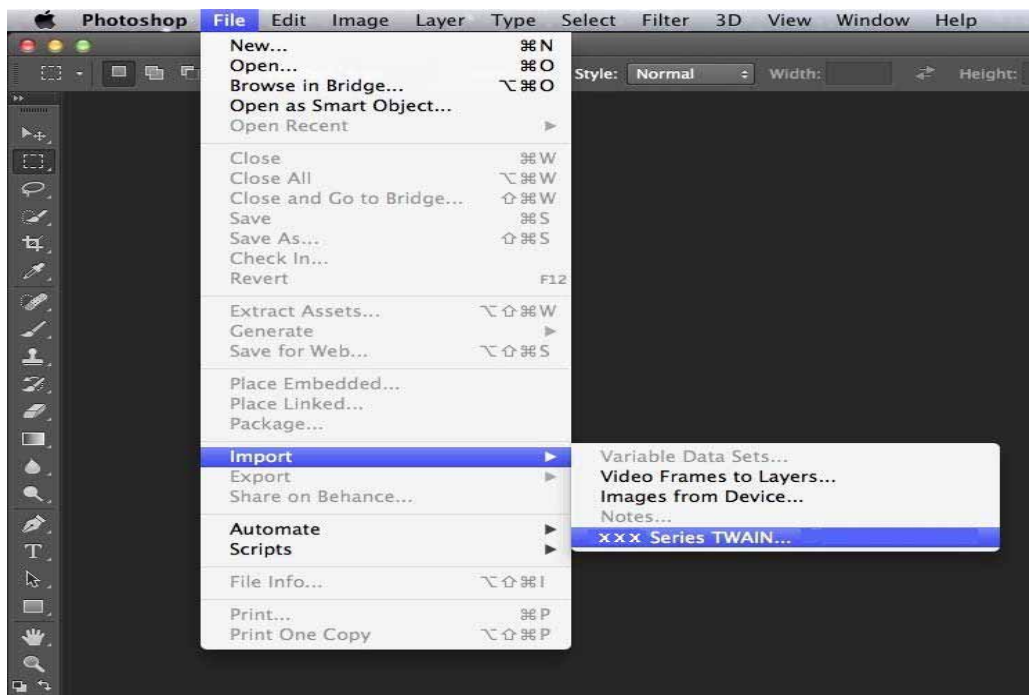 Photoshop File Edit Image Layer Type Select Filter 3D View Window Help
Style: Normal Width: Height:
New... ⌘N
Open... ⌘O
Browse in Bridge... ⌥⌘O
Open as Smart Object...
Open Recent
Close ⌘W
Close All ⌥⌘W
Close and Go to Bridge... ⇧⌘W
Save ⌘S
Save As... ⇧⌘S
Check In...
Revert F12
Extract Assets... ⌥⇧⌘W
Generate
Save for Web... ⌥⇧⌘S
Place Embedded...
Place Linked...
Package...
Import
Export
Share on Behance...
Automate
Scripts
File Info... ⌥⇧⌘I
Print... ⌘P
Print One Copy ⌥⇧⌘P
Variable Data Sets...
Video Frames to Layers...
Images from Device...
Notes...
xxx Series TWAIN...